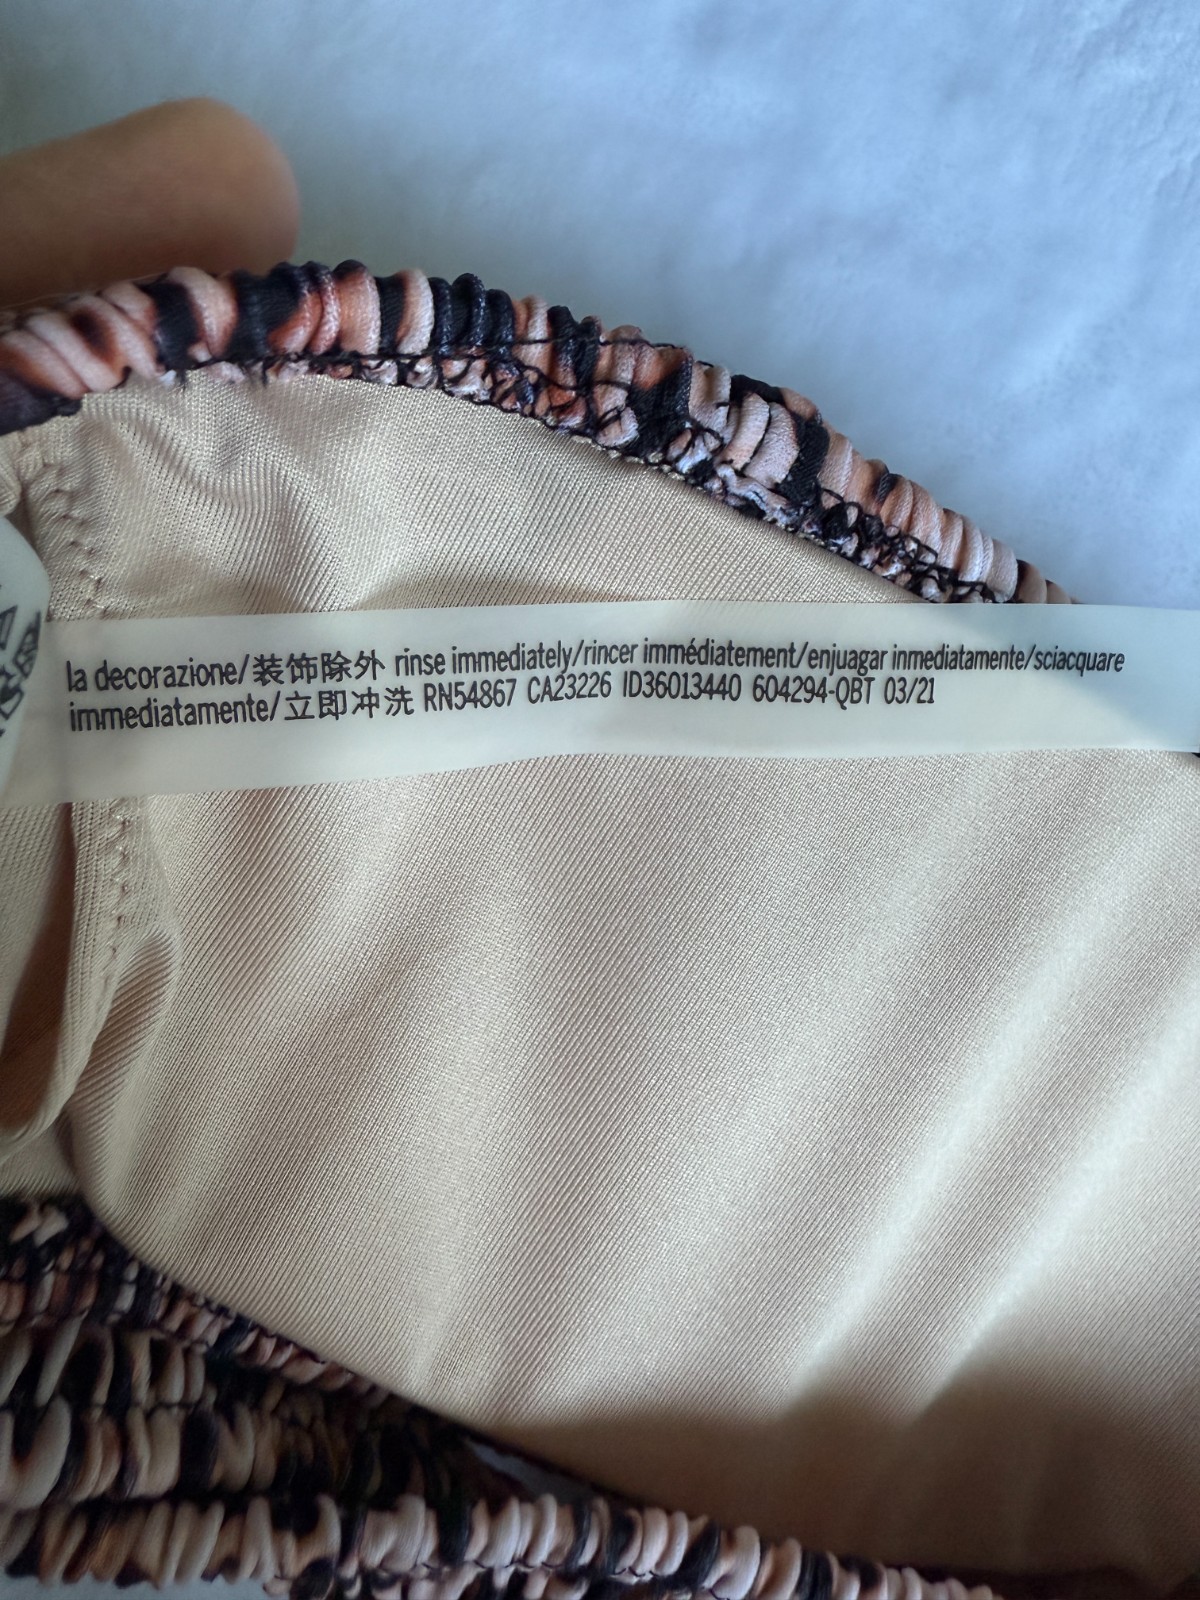 la decorazione/装饰除外 rinse immediately/rincer immédiatement/enjuagar inmediatamente/sciacquare
immediatamente/立即冲洗 RN54867 CA23226 ID36013440 604294-QBT 03/21